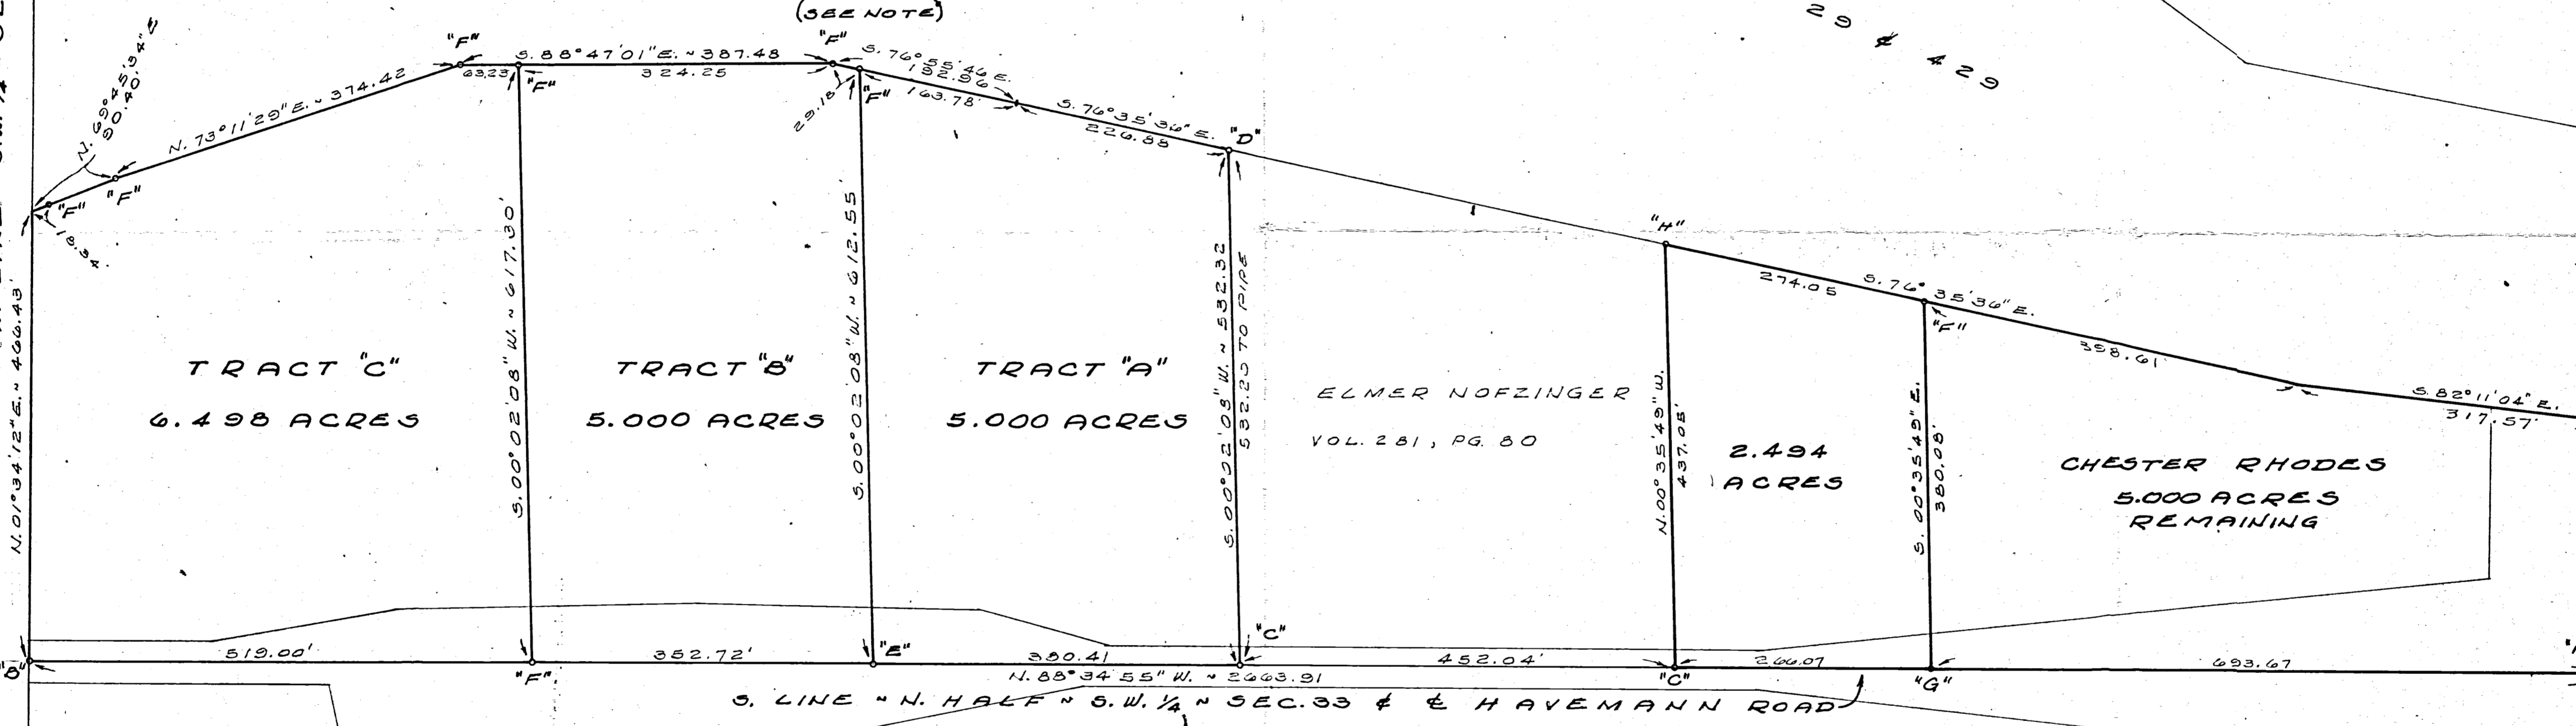 (SEE NOTE)
29 ¢ 429
N. 69°45'34" E
90.40'
N. 73°11'29" E. ~ 374.42
"F"
S. 88°47'01" E. ~ 387.48
63.23
324.25
"F"
"F"
S. 76°55'46 E.
192.96
29.18
163.78'
"F"
S. 76°35'36" E.
226.88
"D"
"F"
"F"
18.34
"H"
274.05
S. 76°35'36" E.
"F"
398.61
S. 82°11'04" E.
317.57'
N. 01°34'12" E. ~ 466.43'
TRACT "C"
6.498 ACRES
S. 00°02'08" W. ~ 617.30'
TRACT "B"
5.000 ACRES
S. 00°02'08" W. ~ 612.55'
TRACT "A"
5.000 ACRES
S. 00°02'08" W. ~ 532.32
532.25 TO PIPE
ELMER NOFZINGER
VOL. 281, PG. 80
N. 00°35'49" W.
437.05'
2.494
ACRES
S. 00°35'49" E.
380.08'
CHESTER RHODES
5.000 ACRES
REMAINING
"B"
519.00'
"F"
352.72'
"E"
380.41
"C"
452.04'
"C"
266.07
"G"
693.67
N. 88°34'55" W. ~ 2663.91
S. LINE ~ N. HALF ~ S.W. ¼ ~ SEC. 33 ¢ ℄ HAVEMANN ROAD